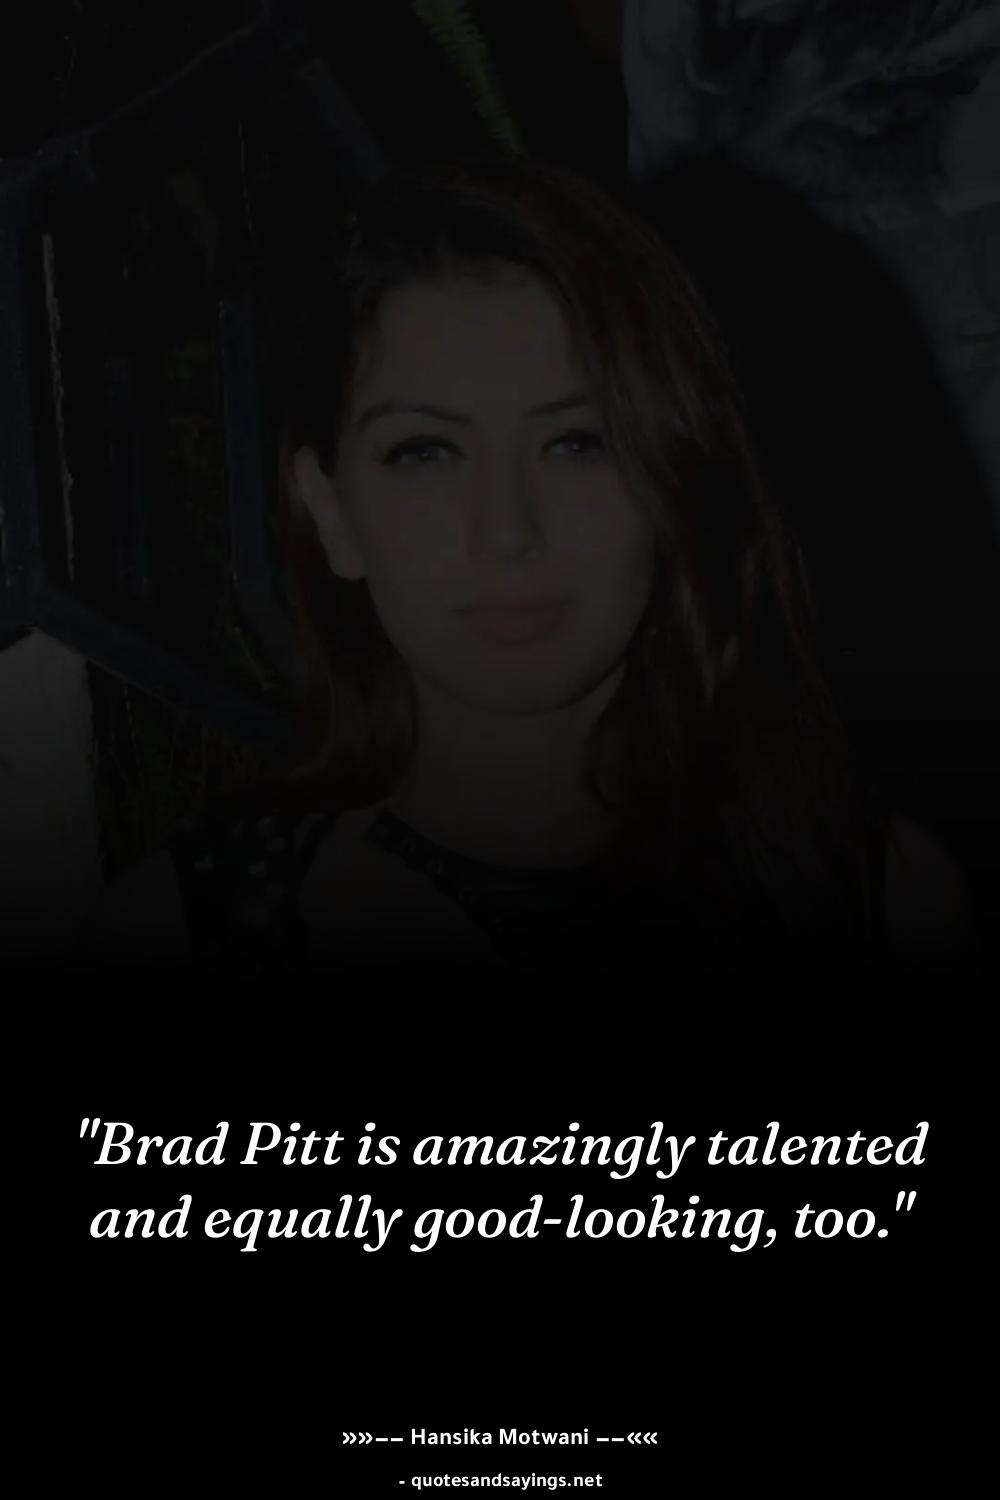 "Brad Pitt is amazingly talented
and equally good-looking, too."
»»–– Hansika Motwani ––««
- quotesandsayings.net